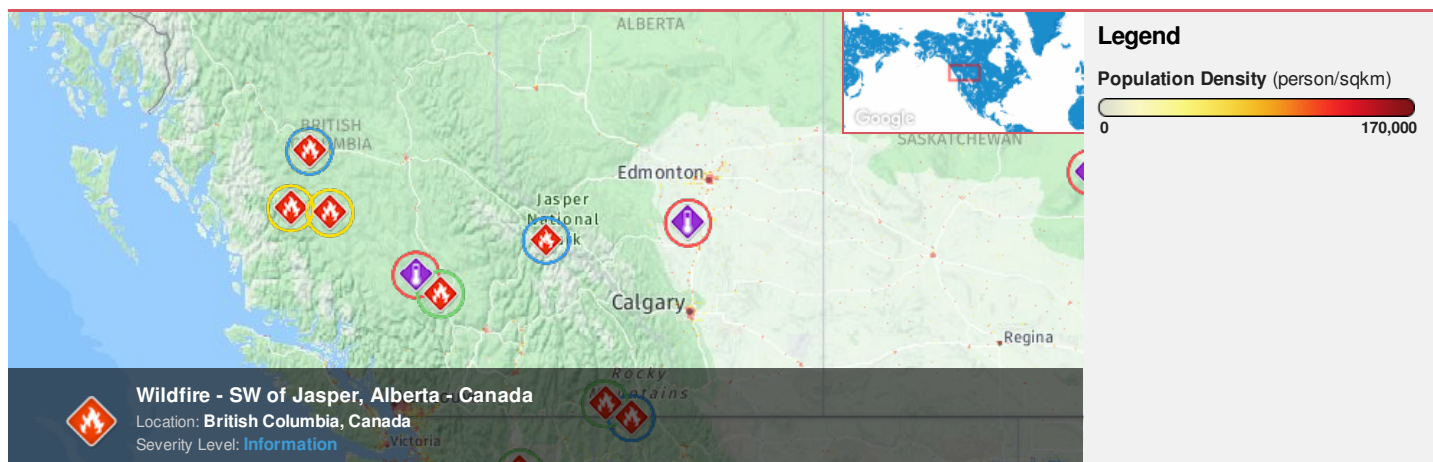 ALBERTA
BRITISH
COLUMBIA
SASKATCHEWAN
Edmonton
Jasper
National
Calgary
Regina
Rocky
Mountains
Victoria
Google
Wildfire - SW of Jasper, Alberta - Canada
Location: British Columbia, Canada
Severity Level: Information
Legend
Population Density (person/sqkm)
0 170,000